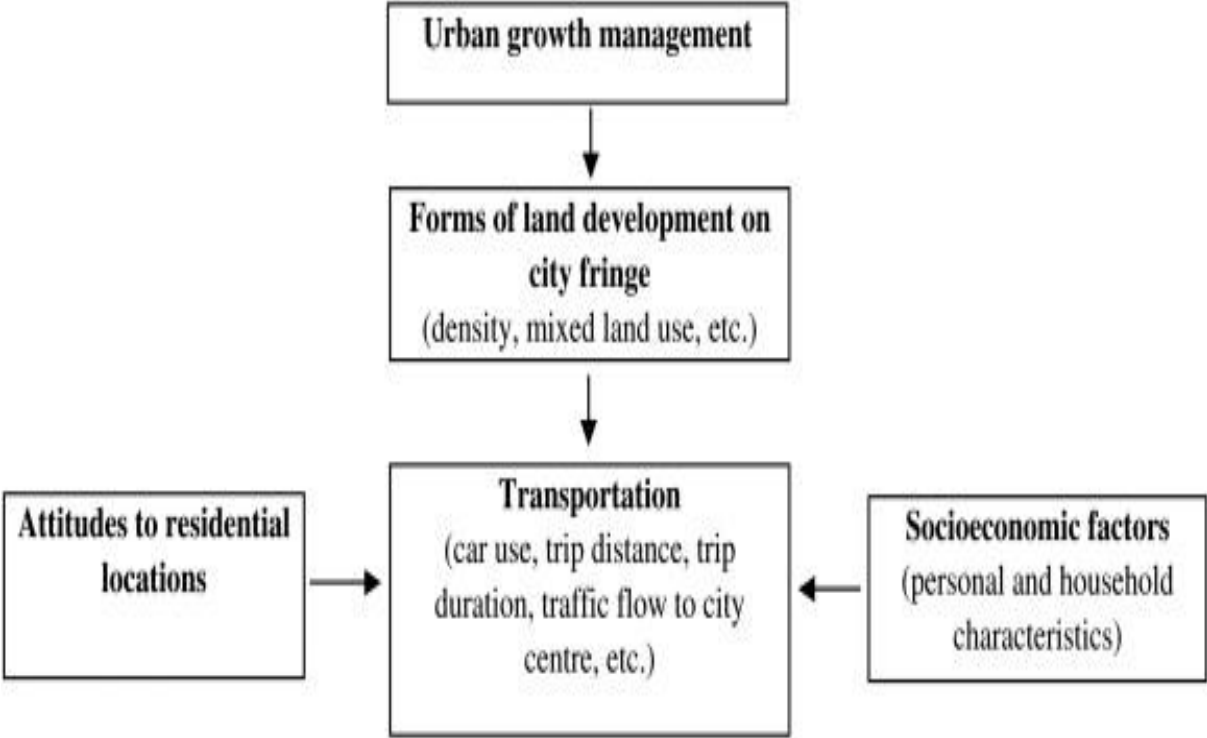 Urban growth management
Forms of land development on
city fringe
(density, mixed land use, etc.)
Attitudes to residential
locations
Transportation
(car use, trip distance, trip
duration, traffic flow to city
centre, etc.)
Socioeconomic factors
(personal and household
characteristics)